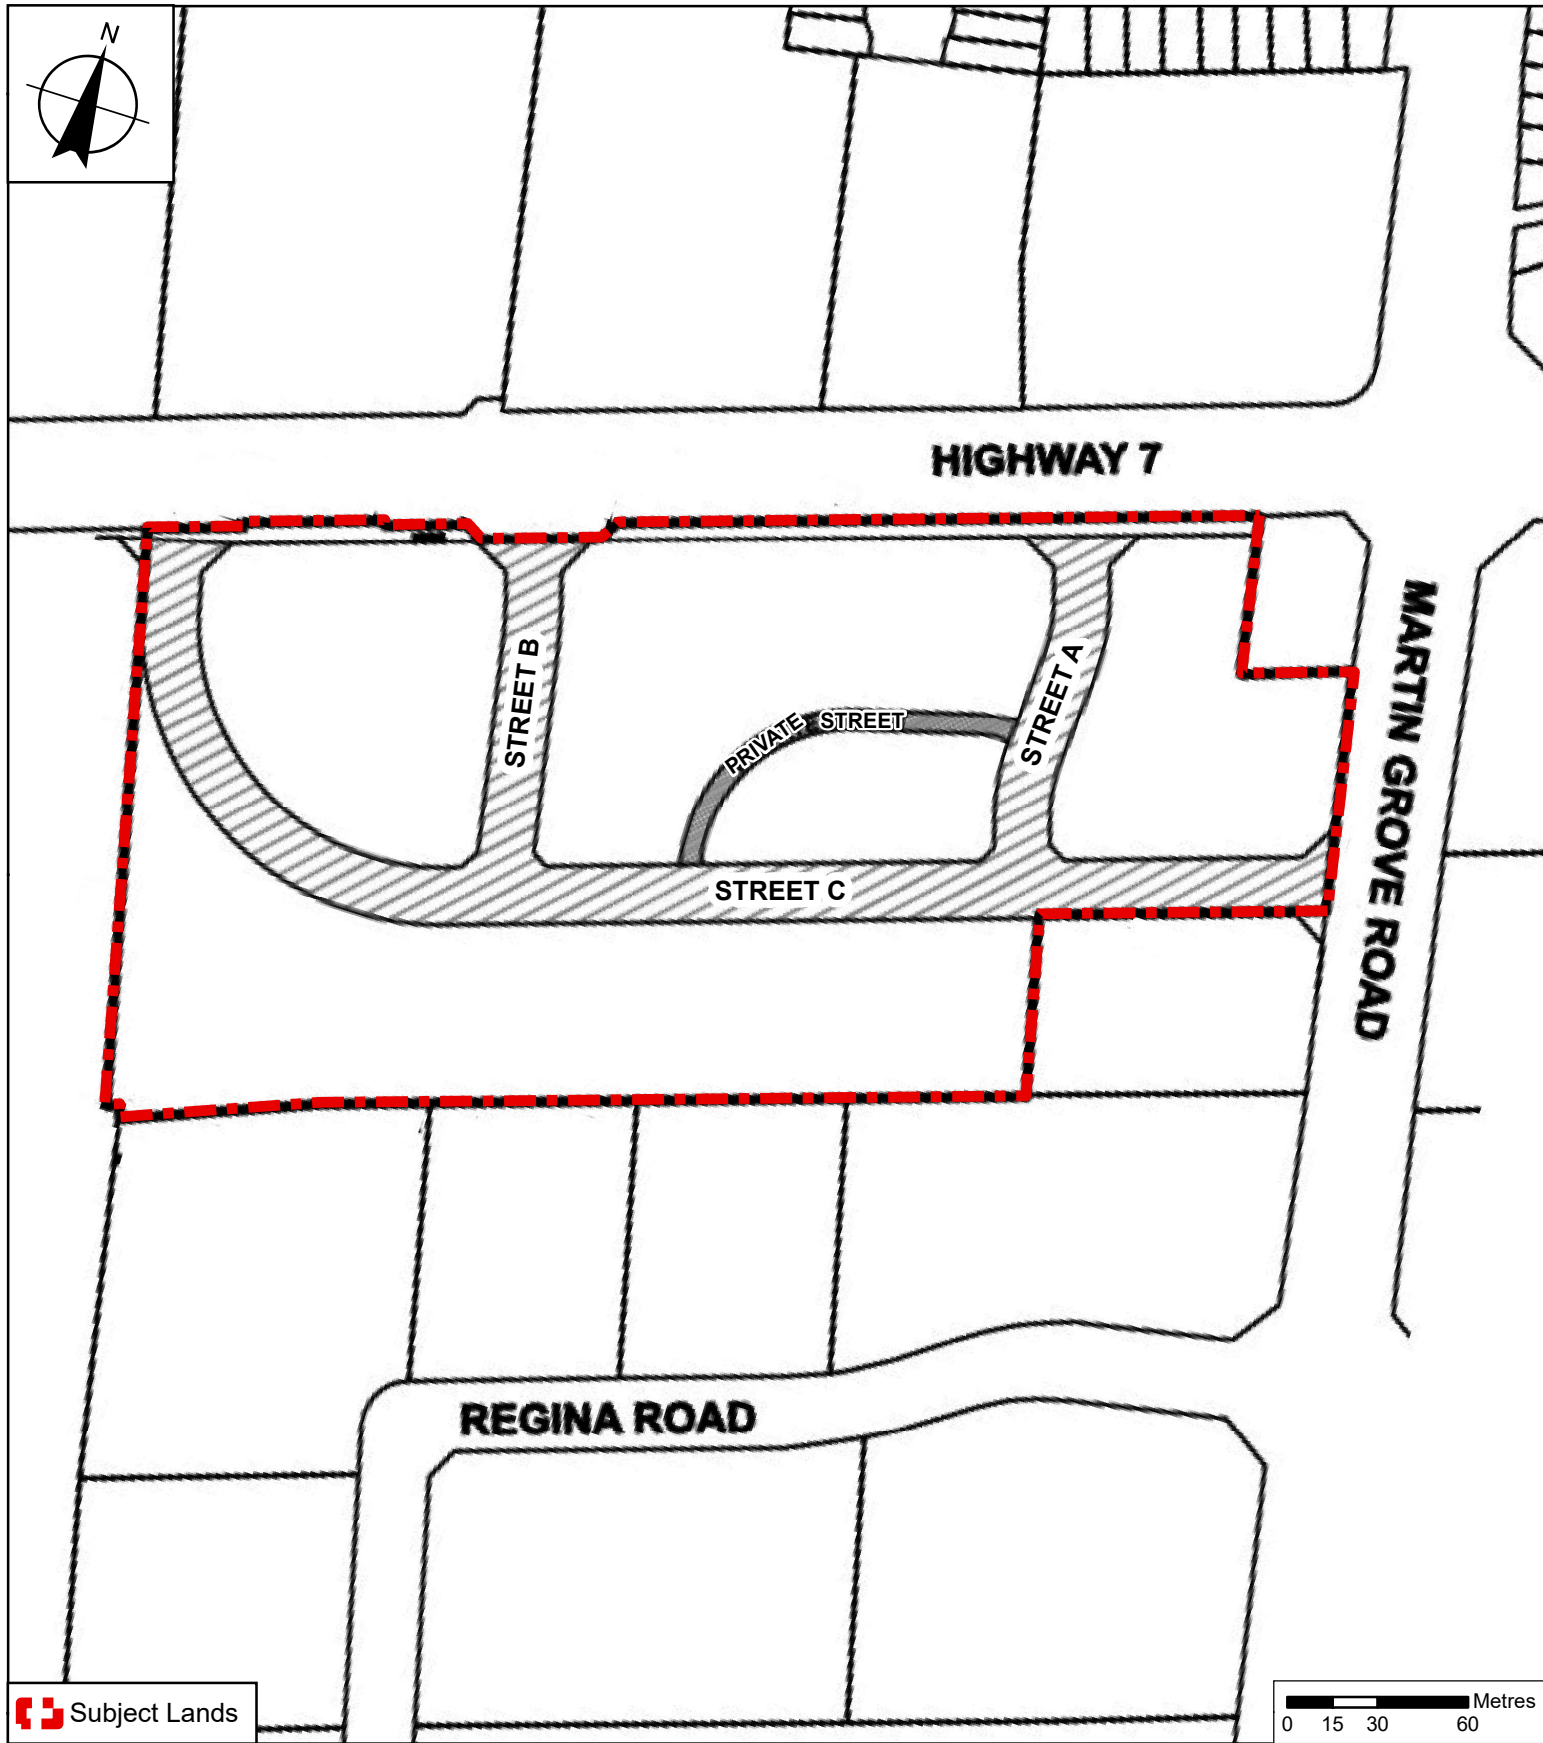 N
HIGHWAY 7
MARTIN GROVE ROAD
STREET B
STREET A
PRIVATE STREET
STREET C
REGINA ROAD
Subject Lands
Metres
0 15 30 60